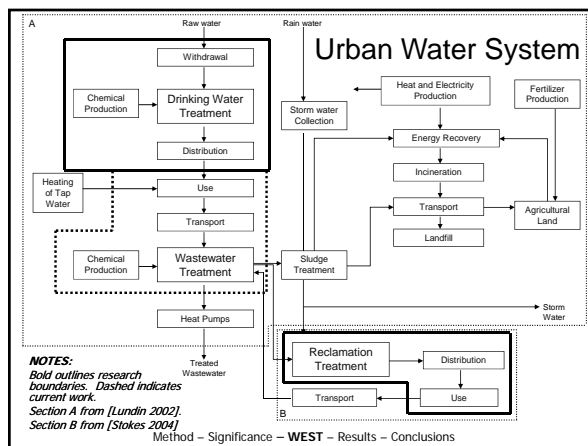 A
Raw water
Rain water
Urban Water System
Withdrawal
Chemical
Production
Drinking Water
Treatment
Distribution
Storm water
Collection
Heat and Electricity
Production
Fertilizer
Production
Energy Recovery
Incineration
Heating
of Tap
Water
Use
Transport
Transport
Agricultural
Land
Landfill
Chemical
Production
Wastewater
Treatment
Sludge
Treatment
Storm
Water
Heat Pumps
Treated
Wastewater
Reclamation
Treatment
Distribution
Transport
Use
B
NOTES:
Bold outlines research
boundaries. Dashed indicates
current work.
Section A from [Lundin 2002].
Section B from [Stokes 2004]
Method – Significance – WEST – Results – Conclusions